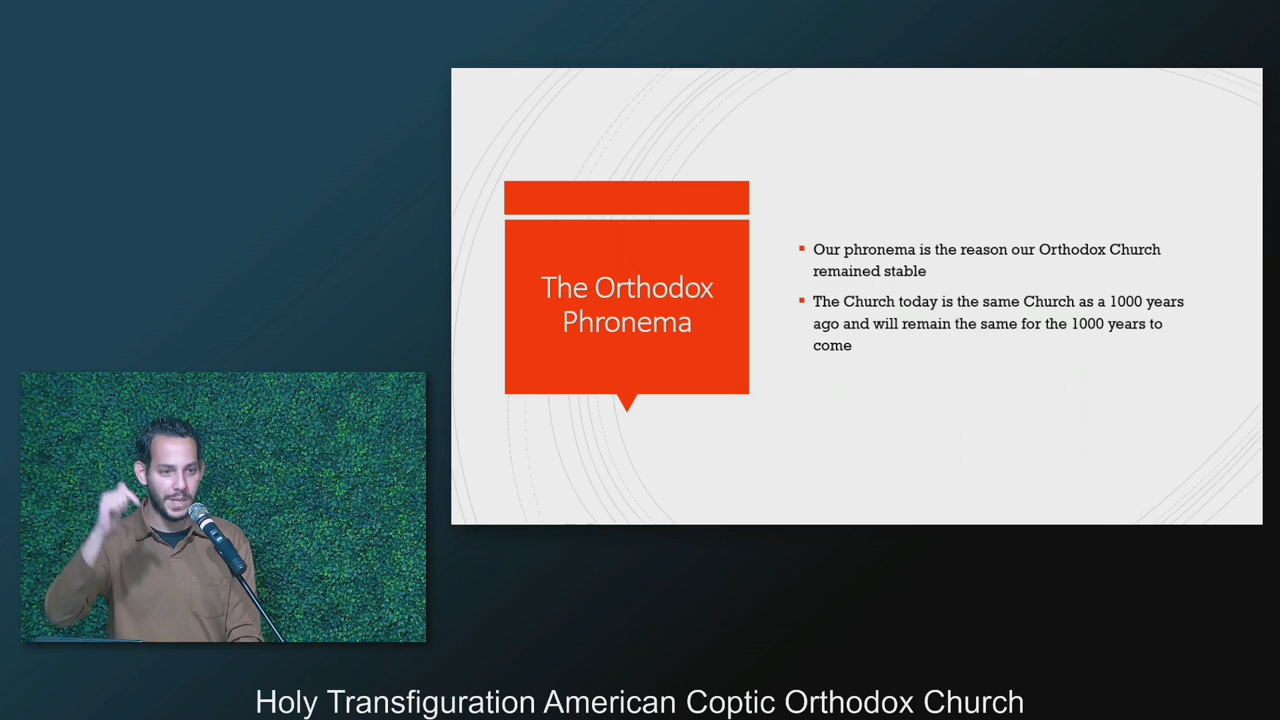 The Orthodox
Phronema
Our phronema is the reason our Orthodox Church
remained stable
The Church today is the same Church as a 1000 years
ago and will remain the same for the 1000 years to
come
Holy Transfiguration American Coptic Orthodox Church